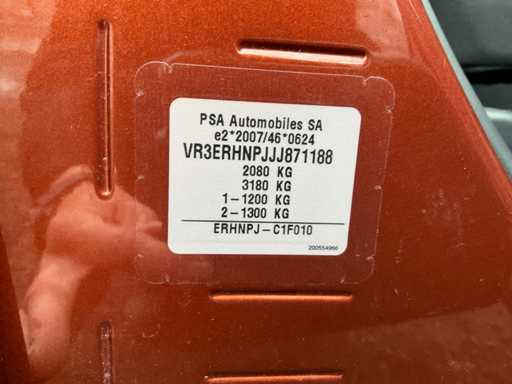 PSA Automobiles SA
e2*2007/46*0624
VR3ERHNPJJJ871188
2080 KG
3180 KG
1-1200 KG
2-1300 KG
ERHNPJ-C1F010
200554966